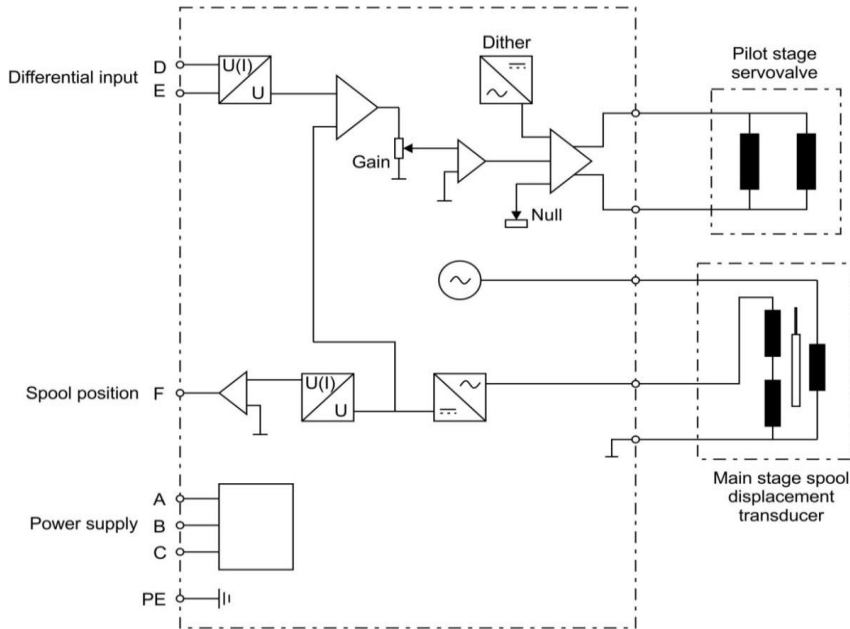 Differential input
D
E
U(I)
U
Gain
Dither
Null
Pilot stage
servovalve
Spool position
F
U(I)
U
Main stage spool
displacement
transducer
Power supply
A
B
C
PE